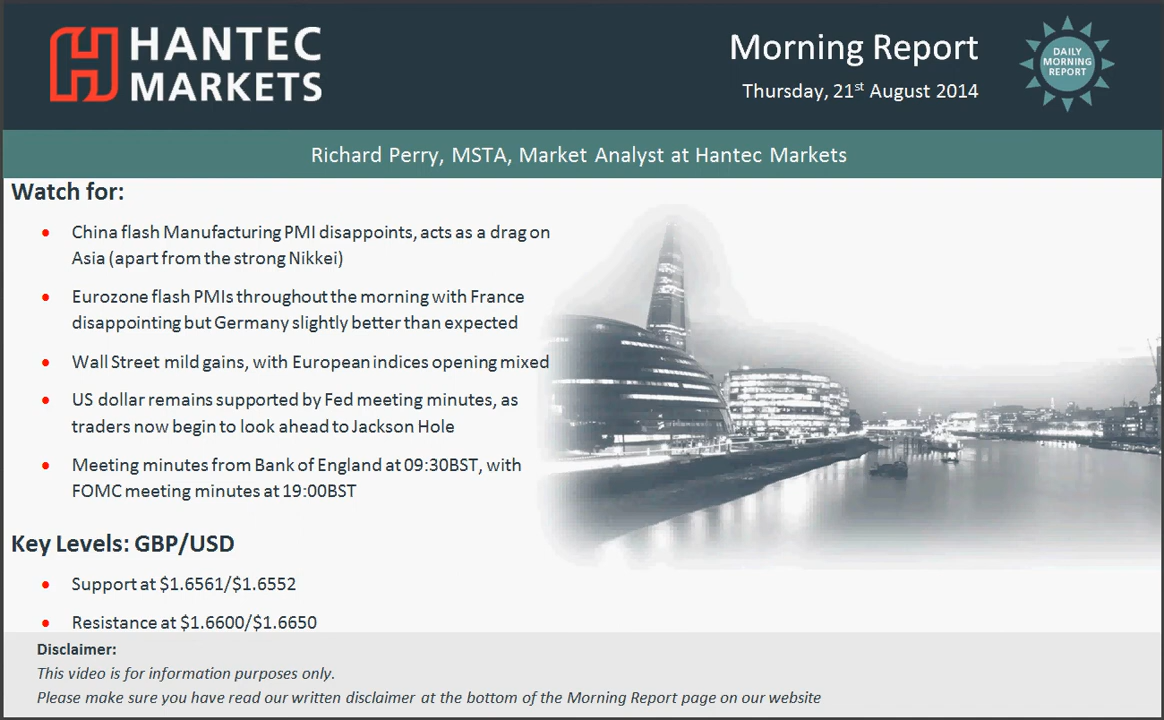 HANTEC
MARKETS
Morning Report
Thursday, 21st August 2014
DAILY
MORNING
REPORT
Richard Perry, MSTA, Market Analyst at Hantec Markets
Watch for:
• China flash Manufacturing PMI disappoints, acts as a drag on
Asia (apart from the strong Nikkei)
• Eurozone flash PMIs throughout the morning with France
disappointing but Germany slightly better than expected
• Wall Street mild gains, with European indices opening mixed
• US dollar remains supported by Fed meeting minutes, as
traders now begin to look ahead to Jackson Hole
• Meeting minutes from Bank of England at 09:30BST, with
FOMC meeting minutes at 19:00BST
Key Levels: GBP/USD
• Support at $1.6561/$1.6552
• Resistance at $1.6600/$1.6650
Disclaimer:
This video is for information purposes only.
Please make sure you have read our written disclaimer at the bottom of the Morning Report page on our website